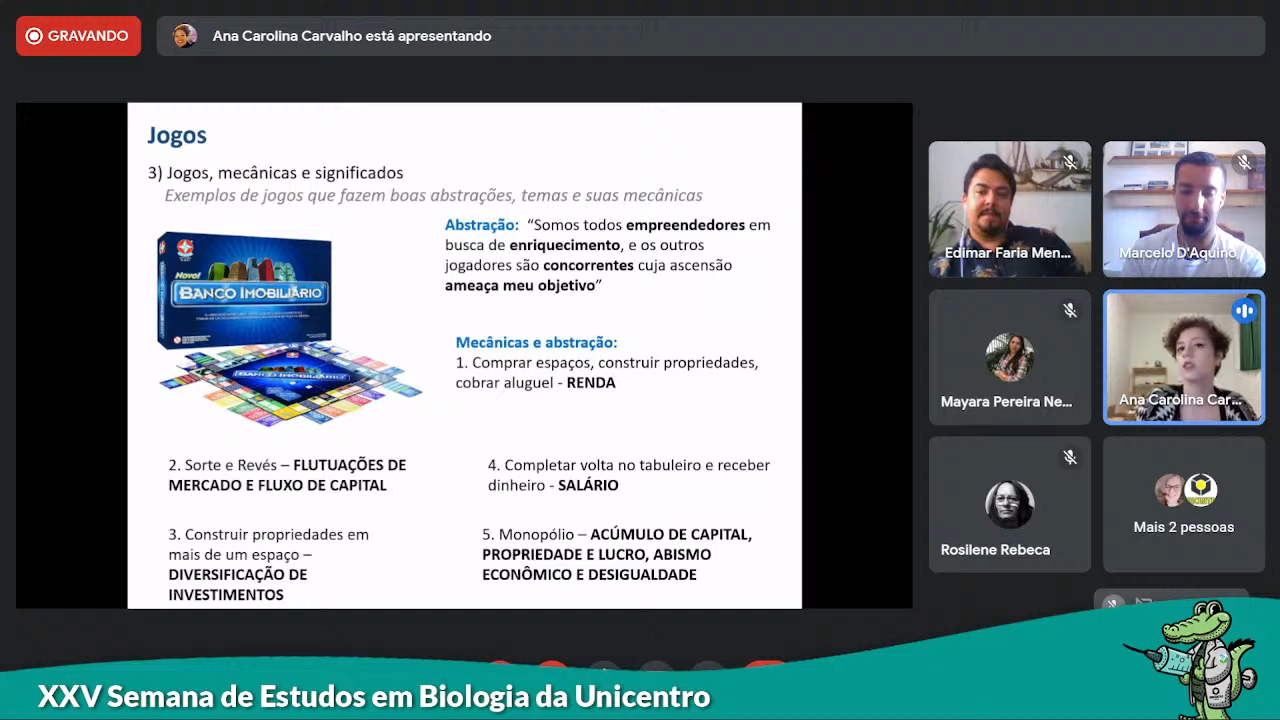 GRAVANDO
Ana Carolina Carvalho está apresentando
Jogos
3) Jogos, mecânicas e significados
Exemplos de jogos que fazem boas abstrações, temas e suas mecânicas
Novo!
BANCO IMOBILIÁRIO
BANCO IMOBILIÁRIO
Abstração: “Somos todos empreendedores em
busca de enriquecimento, e os outros
jogadores são concorrentes cuja ascensão
ameaça meu objetivo”
Mecânicas e abstração:
1. Comprar espaços, construir propriedades,
cobrar aluguel - RENDA
2. Sorte e Revés – FLUTUAÇÕES DE
MERCADO E FLUXO DE CAPITAL
4. Completar volta no tabuleiro e receber
dinheiro - SALÁRIO
3. Construir propriedades em
mais de um espaço –
DIVERSIFICAÇÃO DE
INVESTIMENTOS
5. Monopólio – ACÚMULO DE CAPITAL,
PROPRIEDADE E LUCRO, ABISMO
ECONÔMICO E DESIGUALDADE
Edimar Faria Men...
Marcelo D'Aquino
Mayara Pereira Ne...
Ana Carolina Car...
Rosilene Rebeca
Mais 2 pessoas
XXV Semana de Estudos em Biologia da Unicentro